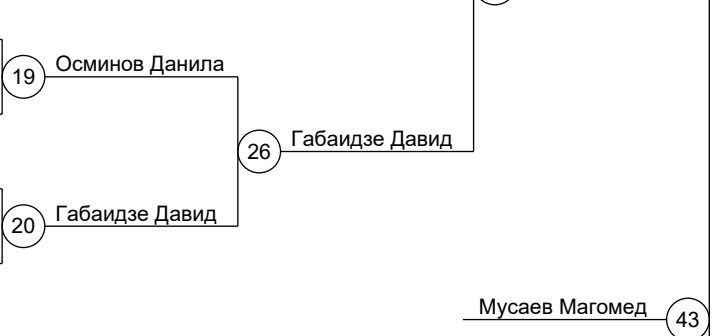 19 Осминов Данила
26 Габаидзе Давид
20 Габаидзе Давид
Мусаев Магомед 43